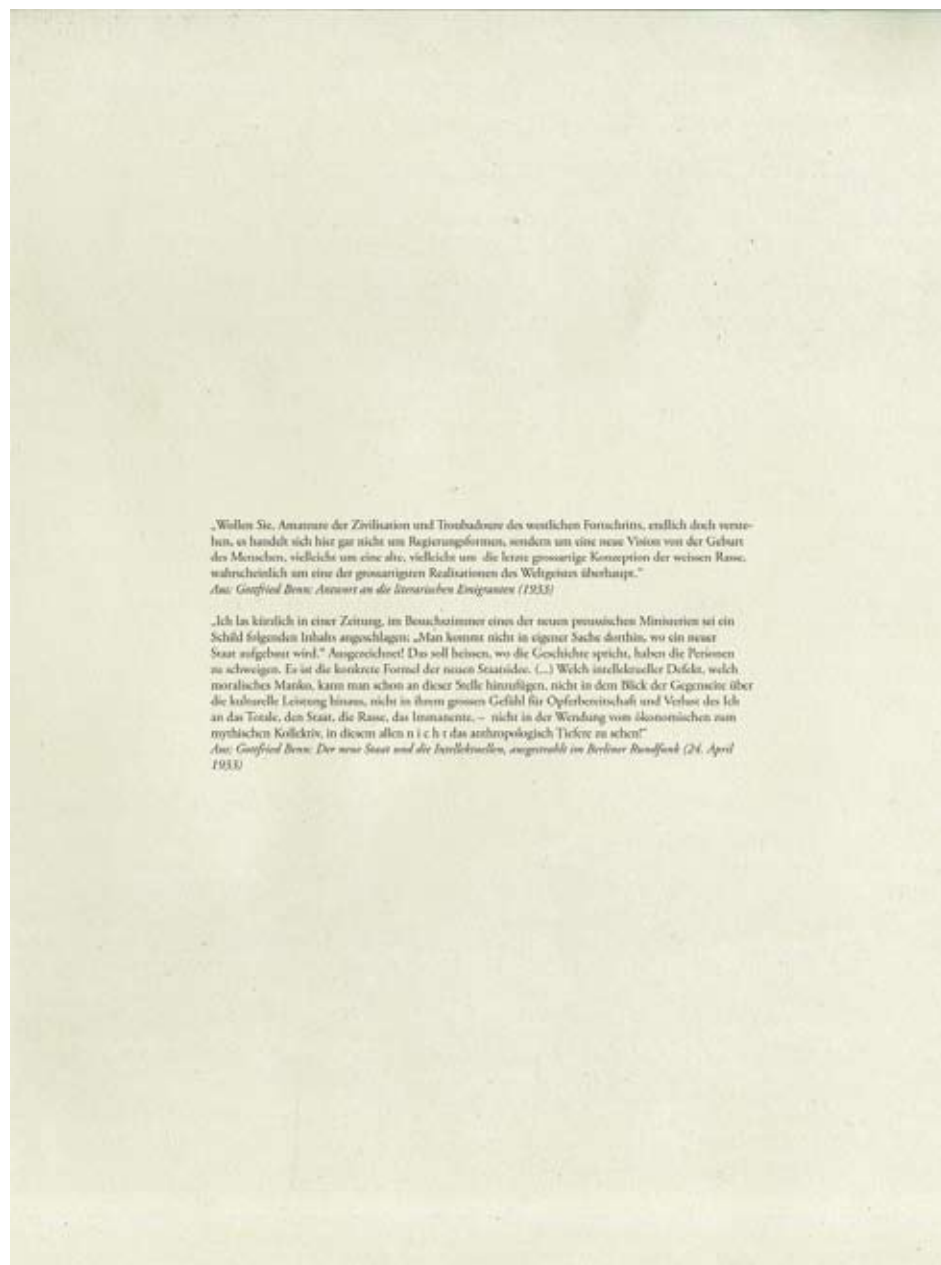 „Wollen Sie, Amateure der Zivilisation und Troubadoure des westlichen Fortschritts, endlich doch verste-
hen, es handelt sich hier gar nicht um Regierungsformen, sondern um eine neue Vision von der Geburt
des Menschen, vielleicht um eine alte, vielleicht um die letzte grossartige Konzeption der weissen Rasse,
wahrscheinlich um eine der grossartigsten Realisationen des Weltgeistes überhaupt.“
Aus: Gottfried Benn: Antwort an die literarischen Emigranten (1933)
„Ich las kürzlich in einer Zeitung, im Besuchszimmer eines der neuen preussischen Ministerien sei ein
Schild folgenden Inhalts angeschlagen: „Man kommt nicht in eigener Sache dorthin, wo ein neuer
Staat aufgebaut wird.“ Ausgezeichnet! Das soll heissen, wo die Geschichte spricht, haben die Personen
zu schweigen. Es ist die konkrete Formel der neuen Staatsidee. (...) Welch intellektueller Defekt, welch
moralisches Manko, kann man schon an dieser Stelle hinzufügen, nicht in dem Blick der Gegenseite über
die kulturelle Leistung hinaus, nicht in ihrem grossen Gefühl für Opferbereitschaft und Verlust des Ich
an das Totale, den Staat, die Rasse, das Immanente, – nicht in der Wendung vom ökonomischen zum
mythischen Kollektiv, in diesem allen n i c h t das anthropologisch Tiefere zu sehen!“
Aus: Gottfried Benn: Der neue Staat und die Intellektuellen, ausgestrahlt im Berliner Rundfunk (24. April
1933)